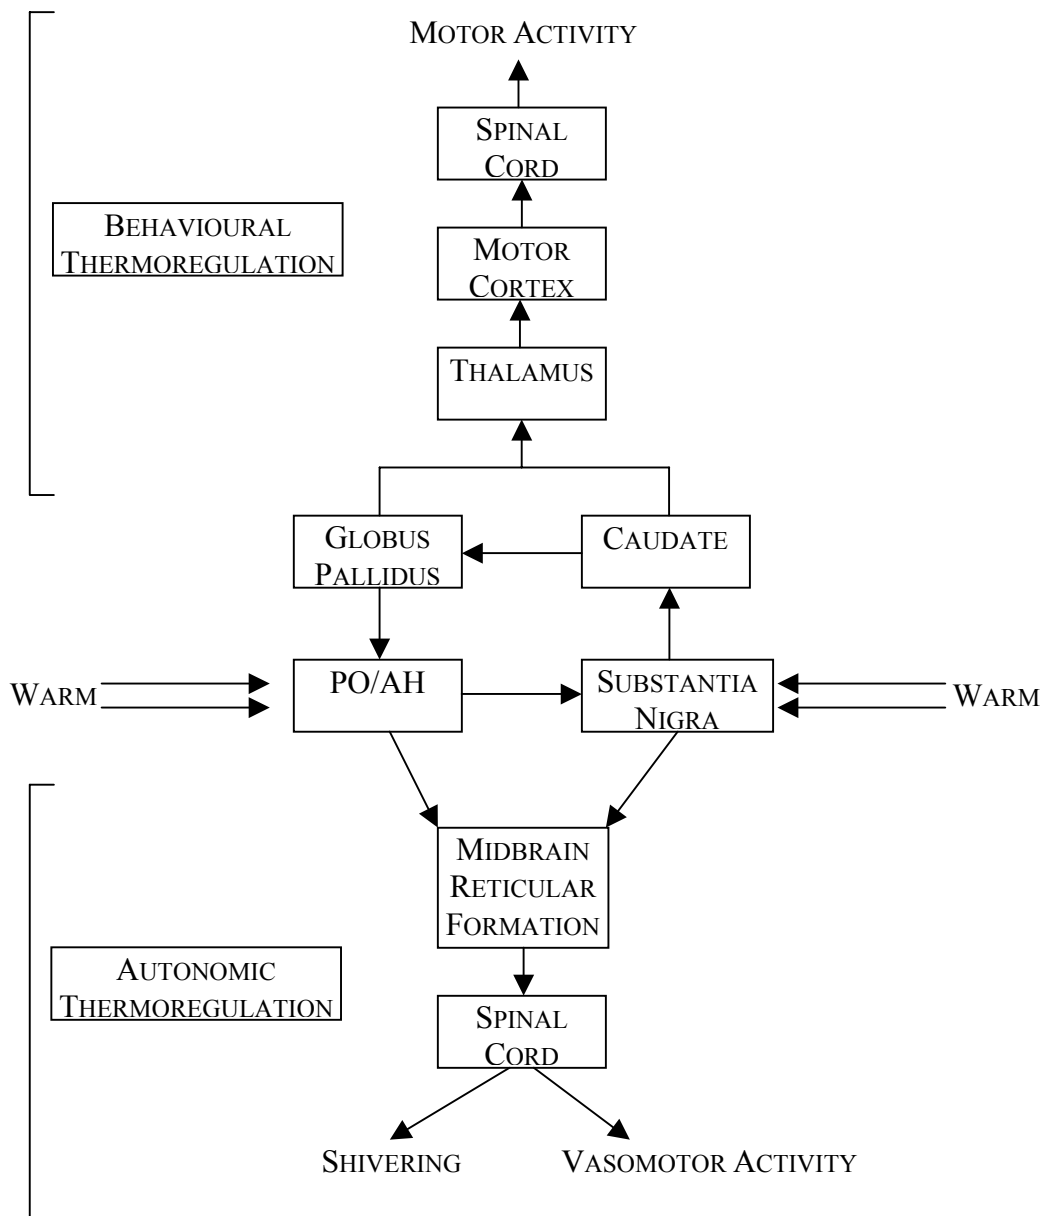 MOTOR ACTIVITY
SPINAL
CORD
BEHAVIOURAL
THERMOREGULATION
MOTOR
CORTEX
THALAMUS
GLOBUS
PALLIDUS
CAUDATE
WARM
PO/AH
SUBSTANTIA
NIGRA
WARM
MIDBRAIN
RETICULAR
FORMATION
AUTONOMIC
THERMOREGULATION
SPINAL
CORD
SHIVERING
VASOMOTOR ACTIVITY